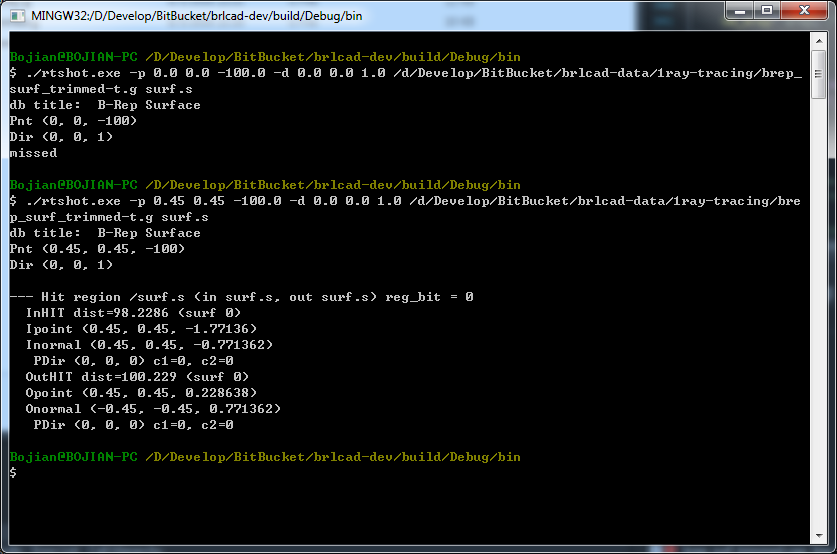 MINGW32:/D/Develop/BitBucket/brlcad-dev/build/Debug/bin
Bojian@BOJIAN-PC /D/Develop/BitBucket/brlcad-dev/build/Debug/bin
$ ./rtshot.exe -p 0.0 0.0 -100.0 -d 0.0 0.0 1.0 /d/Develop/BitBucket/brlcad-data/1ray-tracing/brep_
surf_trimmed-t.g surf.s
db title:  B-Rep Surface
Pnt (0, 0, -100)
Dir (0, 0, 1)
missed
Bojian@BOJIAN-PC /D/Develop/BitBucket/brlcad-dev/build/Debug/bin
$ ./rtshot.exe -p 0.45 0.45 -100.0 -d 0.0 0.0 1.0 /d/Develop/BitBucket/brlcad-data/1ray-tracing/bre
p_surf_trimmed-t.g surf.s
db title:  B-Rep Surface
Pnt (0.45, 0.45, -100)
Dir (0, 0, 1)
--- Hit region /surf.s (in surf.s, out surf.s) reg_bit = 0
  InHIT dist=98.2286 (surf 0)
  Ipoint (0.45, 0.45, -1.77136)
  Inormal (0.45, 0.45, -0.771362)
   PDir (0, 0, 0) c1=0, c2=0
  OutHIT dist=100.229 (surf 0)
  Opoint (0.45, 0.45, 0.228638)
  Onormal (-0.45, -0.45, 0.771362)
   PDir (0, 0, 0) c1=0, c2=0
Bojian@BOJIAN-PC /D/Develop/BitBucket/brlcad-dev/build/Debug/bin
$